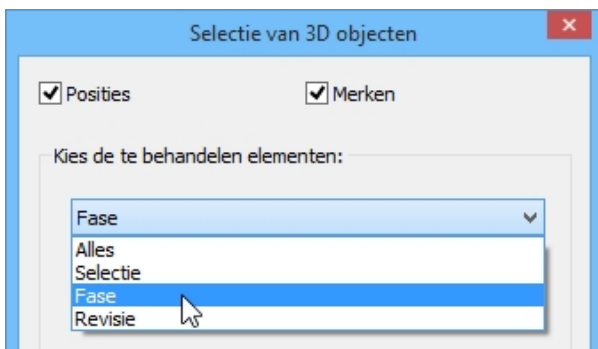 Selectie van 3D objecten
Posities Merken
Kies de te behandelen elementen:
Fase
Alles
Selectie
Fase
Revisie